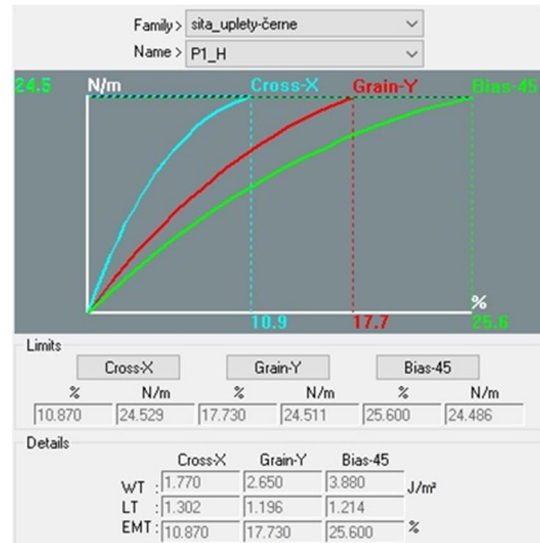 Family> sita_uplety-černe
Name> P1_H
24.5 N/m Cross-X Grain-Y Bias-45
%
10.9 17.7 25.6
Limits
Cross-X Grain-Y Bias-45
% N/m % N/m % N/m
10.870 24.529 17.730 24.511 25.600 24.486
Details
Cross-X Grain-Y Bias-45
WT : 1.770 2.650 3.880 J/m²
LT : 1.302 1.196 1.214
EMT : 10.870 17.730 25.600 %